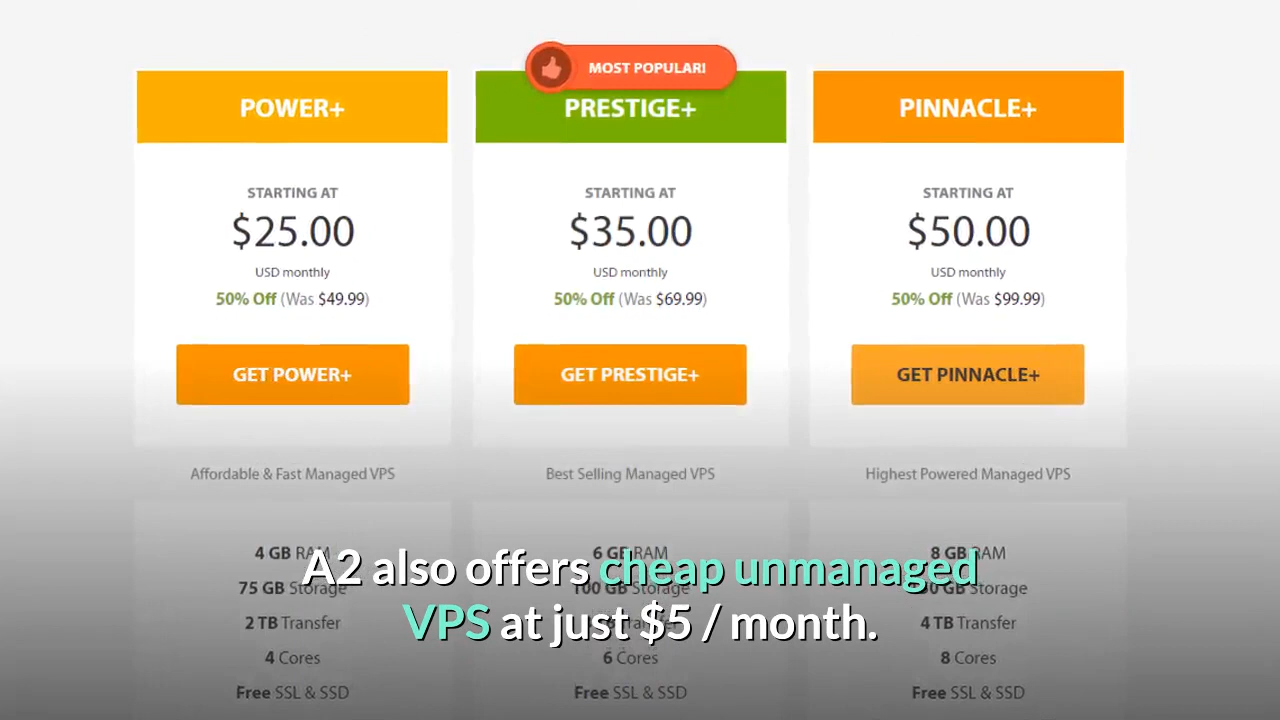 MOST POPULAR!
POWER+
PRESTIGE+
PINNACLE+
STARTING AT
$25.00
USD monthly
50% Off (Was $49.99)
GET POWER+
STARTING AT
$35.00
USD monthly
50% Off (Was $69.99)
GET PRESTIGE+
STARTING AT
$50.00
USD monthly
50% Off (Was $99.99)
GET PINNACLE+
Affordable & Fast Managed VPS
Best Selling Managed VPS
Highest Powered Managed VPS
4 GB RAM
75 GB Storage
2 TB Transfer
4 Cores
Free SSL & SSD
6 GB RAM
100 GB Storage
6 Cores
Free SSL & SSD
8 GB RAM
GB Storage
4 TB Transfer
8 Cores
Free SSL & SSD
A2 also offers cheap unmanaged
VPS at just $5 / month.